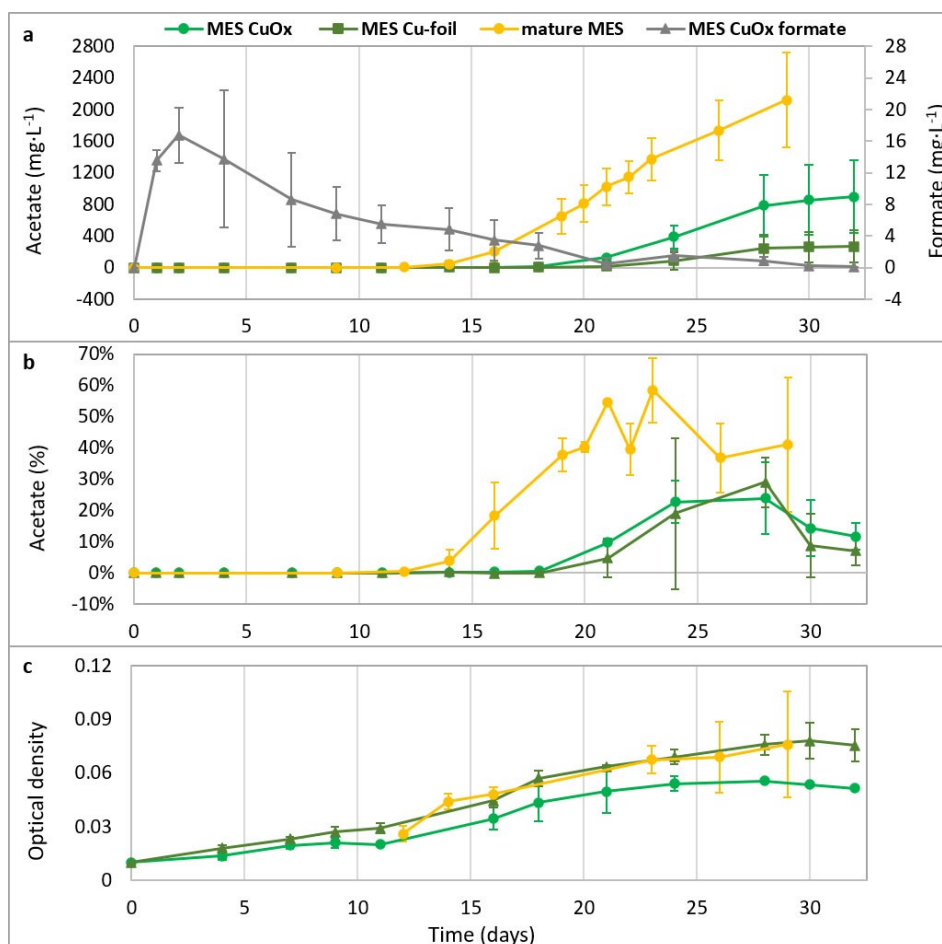 MES CuOx MES Cu-foil mature MES MES CuOx formate
a
2800 28
2400 24
2000 20
1600 16
1200 12
800 8
400 4
0 0
-400 -4
Acetate (mg·L-1)
Formate (mg·L-1)
0 5 10 15 20 25 30
b
70%
60%
50%
40%
30%
20%
10%
0%
-10%
Acetate (%)
0 5 10 15 20 25 30
c
0.12
0.09
0.06
0.03
0
Optical density
0 5 10 15 20 25 30
Time (days)